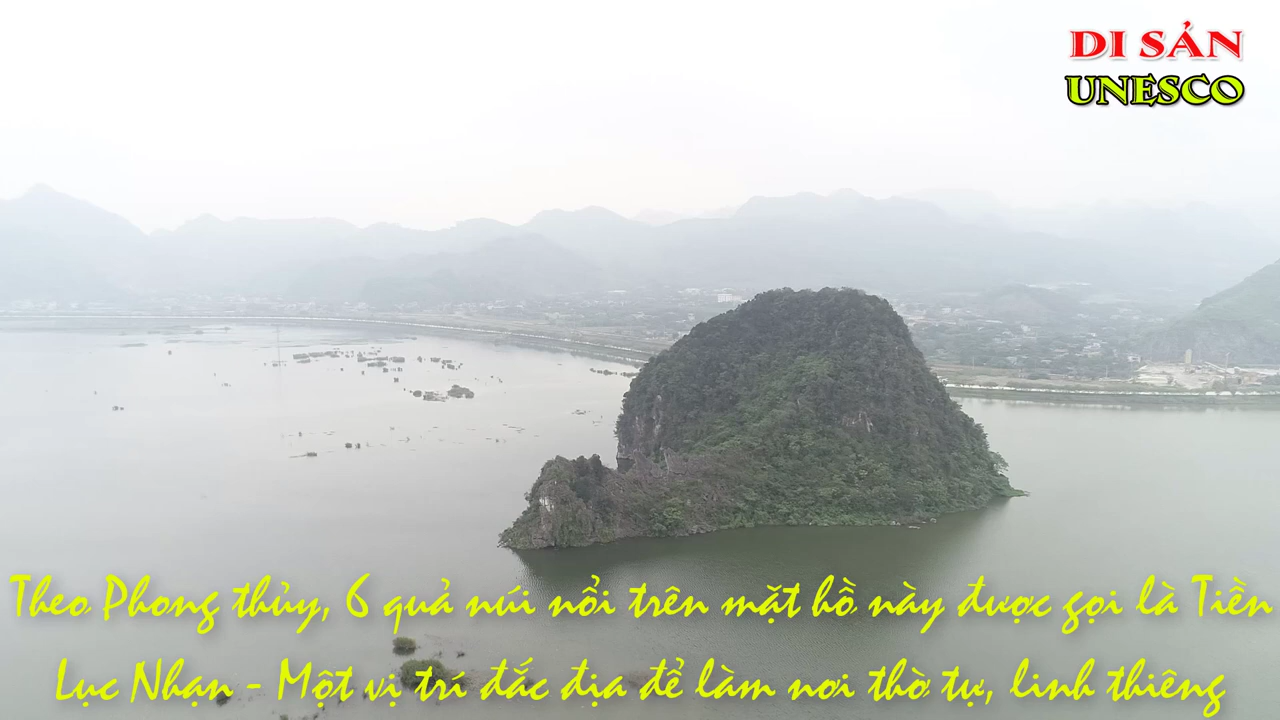 DI SẢN
UNESCO
Theo Phong thủy, 6 quả núi nổi trên mặt hồ này được gọi là Tiền
Lục Nhạn - Một vị trí đắc địa để làm nơi thờ tự, linh thiêng